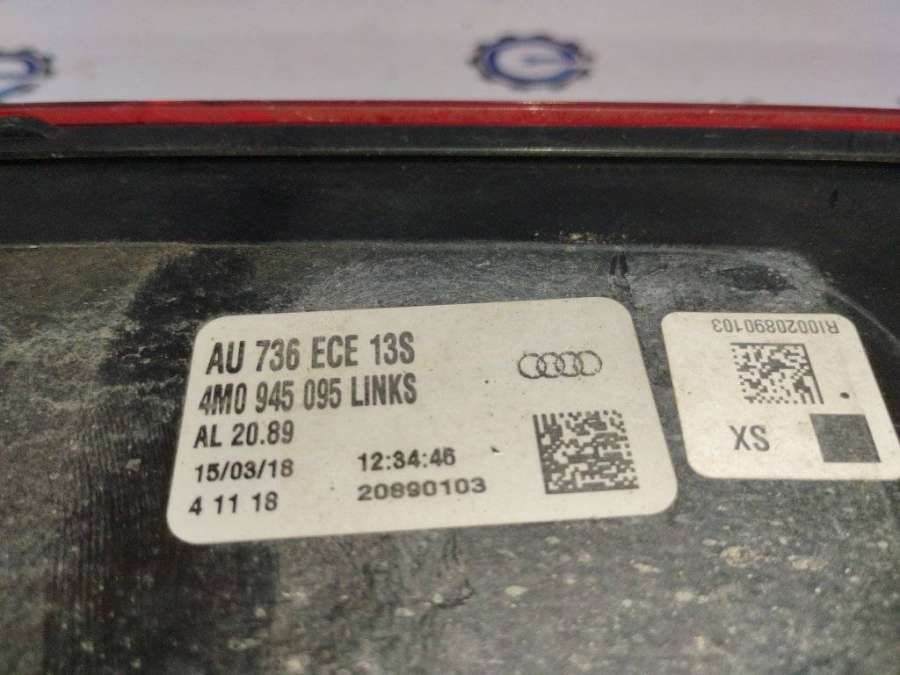 AU 736 ECE 13S
4M0 945 095 LINKS
AL 20.89
15/03/18 12:34:46
4 11 18 20890103
RI0020890103
SX